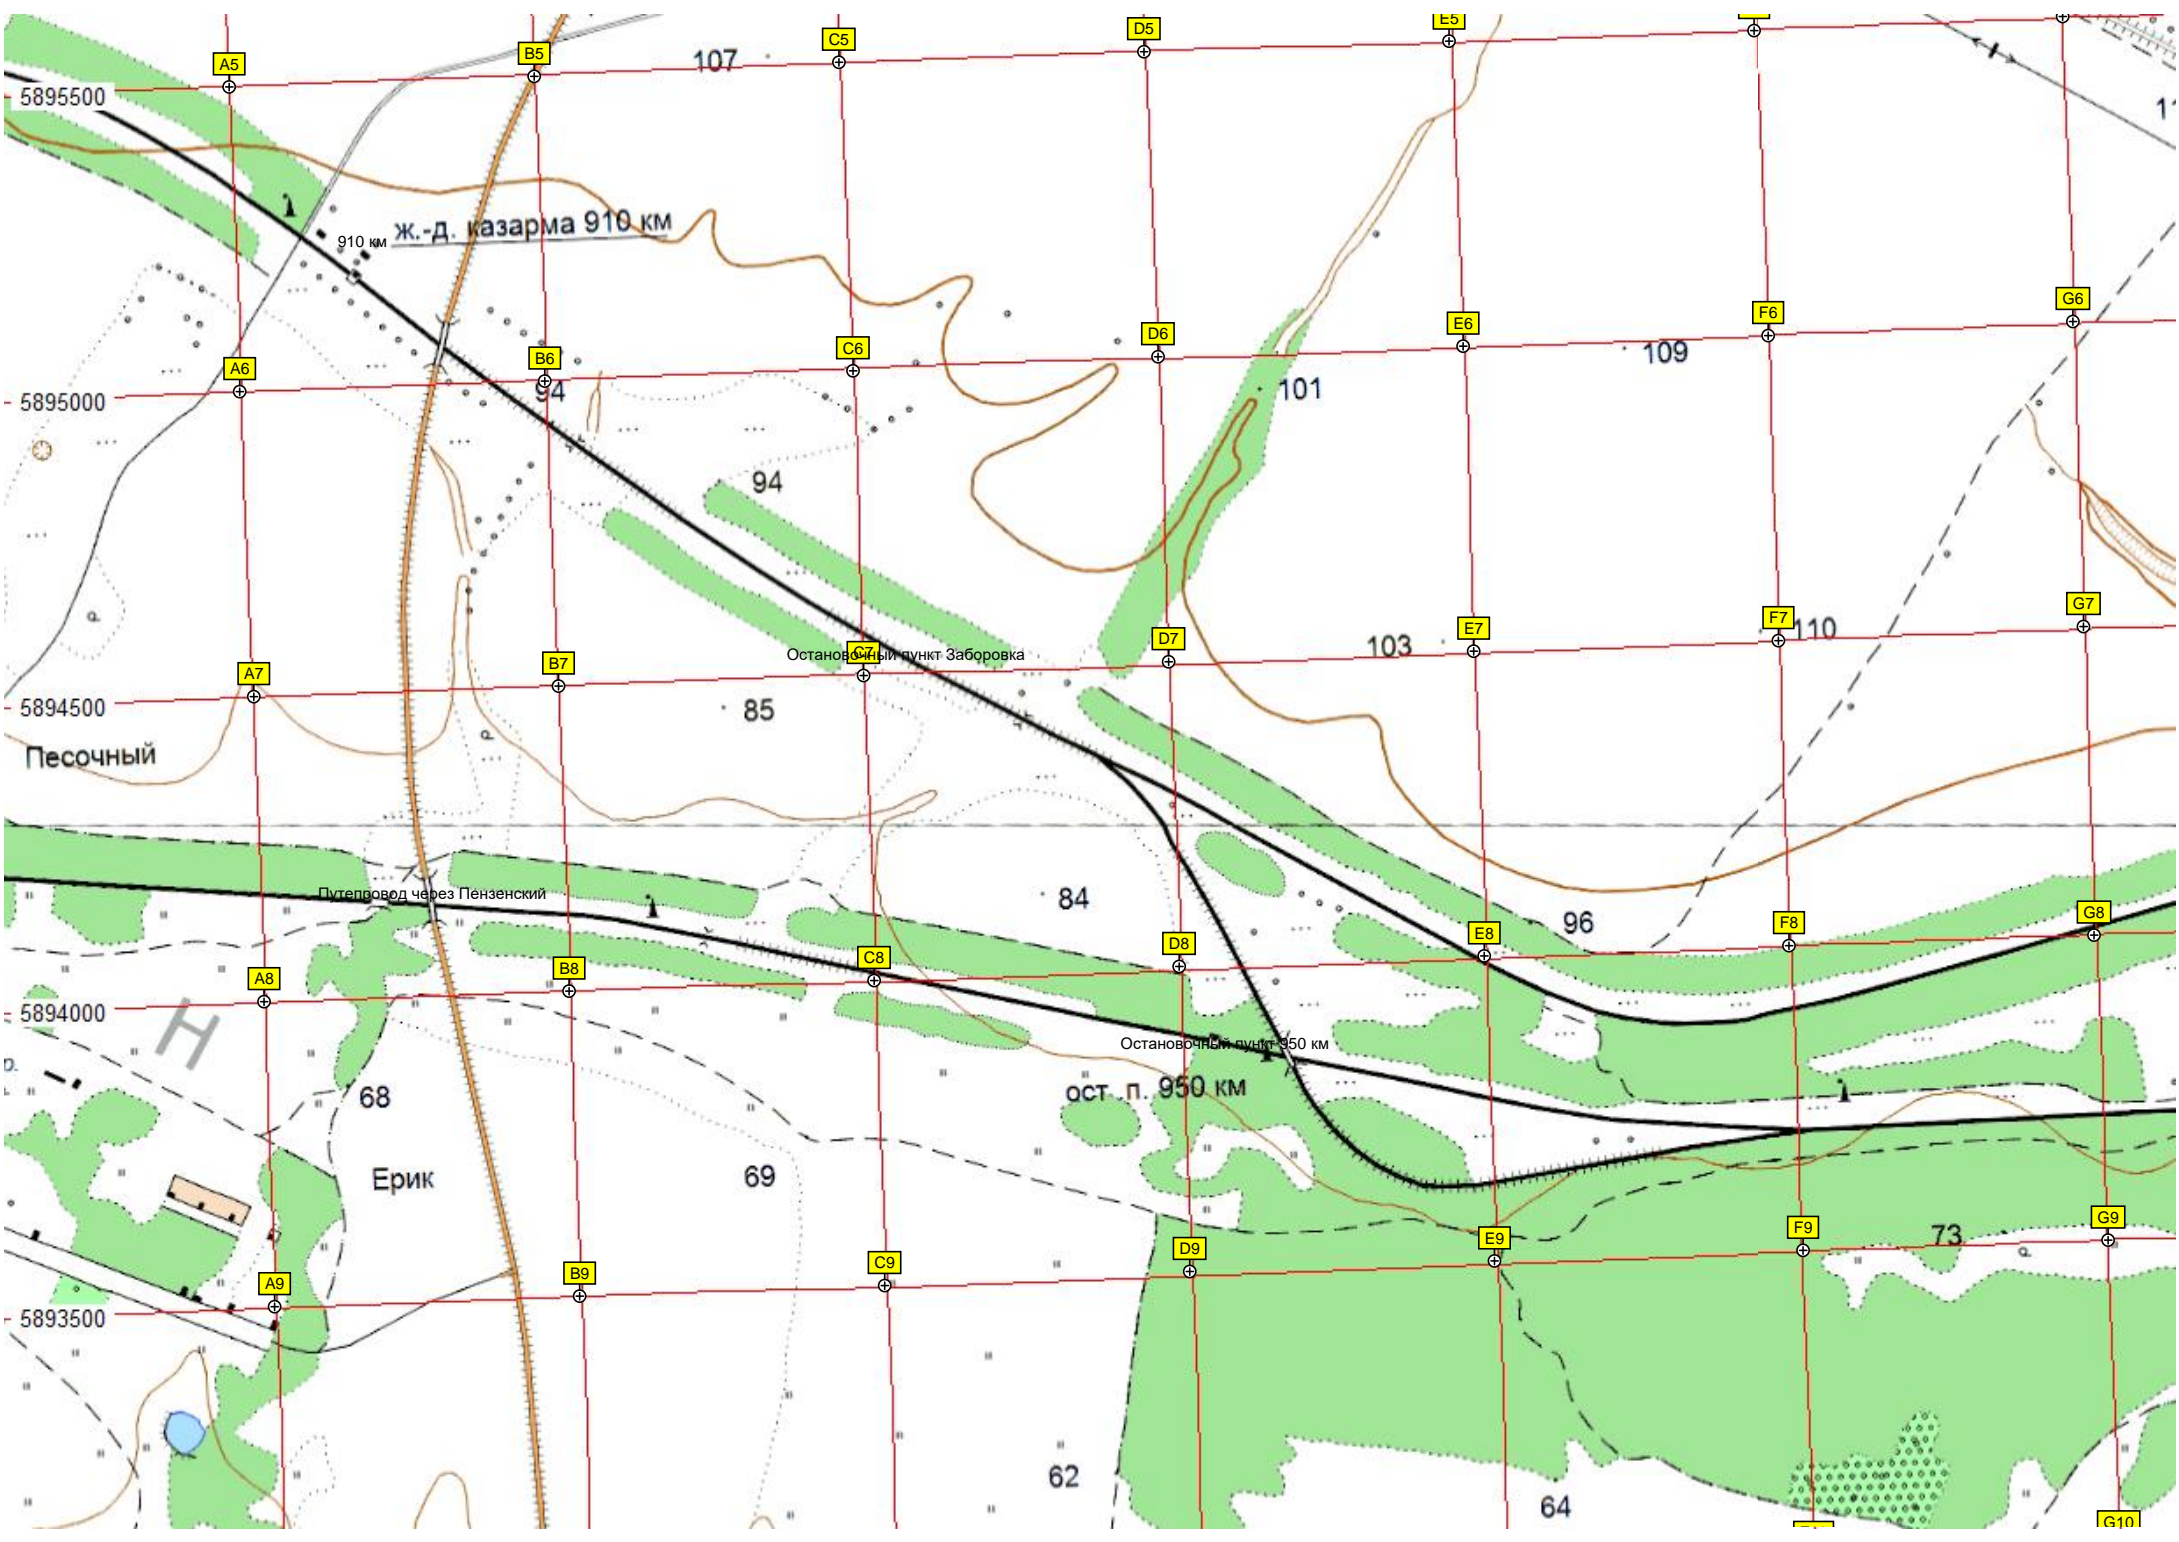 E5
D5
C5
B5
A5
107
5895500
ж.-д. казарма 910 км
910 км
G6
F6
E6
D6
C6
B6
A6
109
101
94
5895000
94
G7
F7
E7
D7
C7
B7
A7
110
103
Остановочный пункт Заборовка
5894500
85
Песочный
Путепровод через Пензенский
84
96
G8
F8
E8
D8
C8
B8
A8
5894000
Н
Остановочный пункт 950 км
ост. п. 950 км
68
69
Ерик
73
G9
F9
E9
D9
C9
B9
A9
5893500
62
64
G10